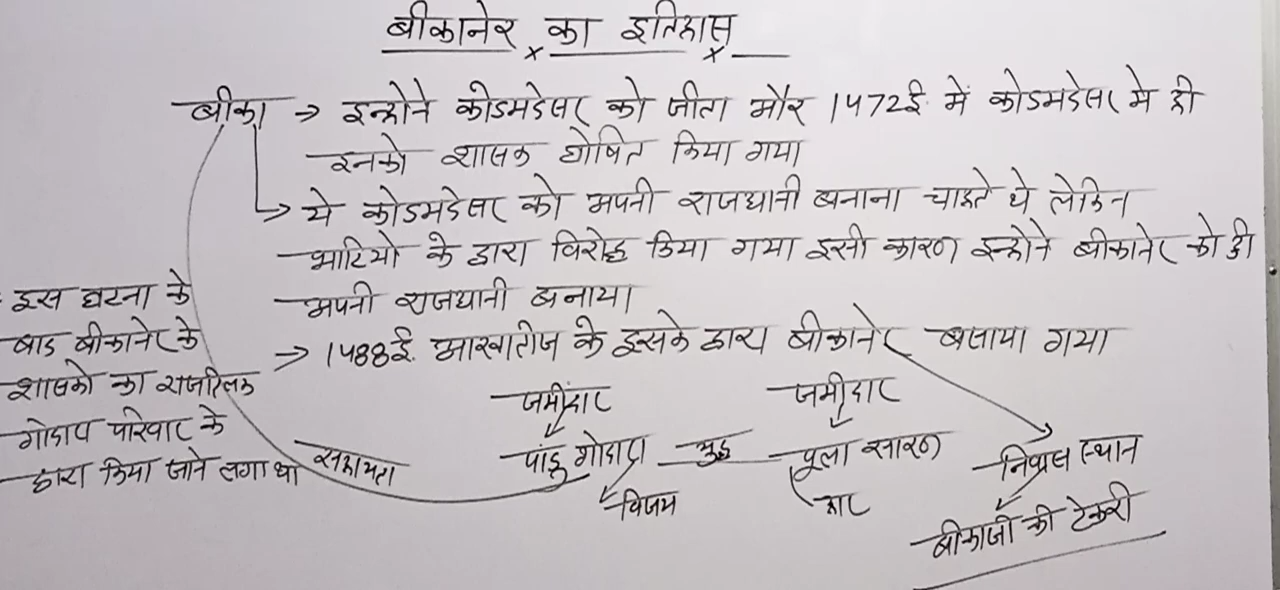 बीकानेर का इतिहास
बीका → इन्होने कोडमदेसर को जीता और 1472ई. में कोडमदेसर मे ही
इनको शासक घोषित किया गया
→ ये कोडमदेसर को अपनी राजधानी बनाना चाहते थे लेकिन
भाटियो के द्वारा विरोध किया गया इसी कारण इन्होने बीकानेर को ही
अपनी राजधानी बनाया
→ 1488ई. आखातीज के इसके द्वारा बीकानेर बसाया गया
इस घटना के
बाद बीकानेर के
शासको का राजतिलक
गोदारा परिवार के
द्वारा किया जाने लगा था
सहायता
जमींदार
पांडू गोदारा युद्ध पूला सारण
जमीदार
विजय
हार
निवास स्थान
बीकाजी की टेकरी